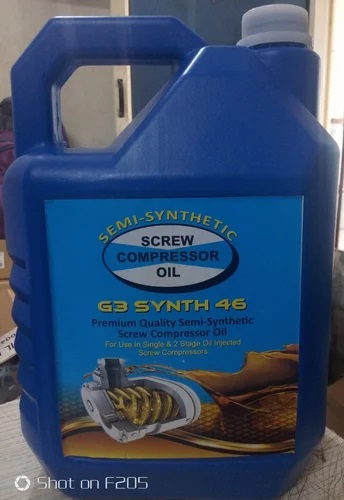 SEMI-SYNTHETIC
SCREW
COMPRESSOR
OIL
G3 SYNTH 46
Premium Quality Semi-Synthetic
Screw Compressor Oil
For Use In Single & 2 Stage Oil Injected
Screw Compressors
Shot on F205